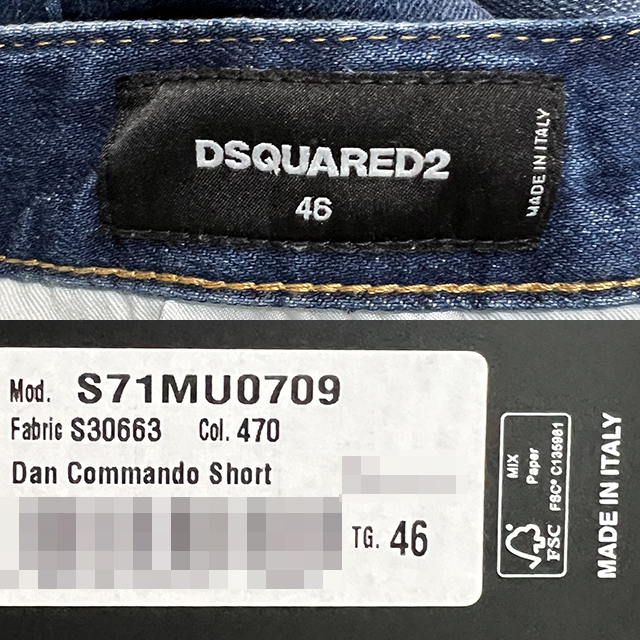 DSQUARED2
46
MADE IN ITALY
Mod. S71MU0709
Fabric S30663 Col. 470
Dan Commando Short
TG. 46
MIX
Paper
FSC® C135981
FSC
MADE IN ITALY